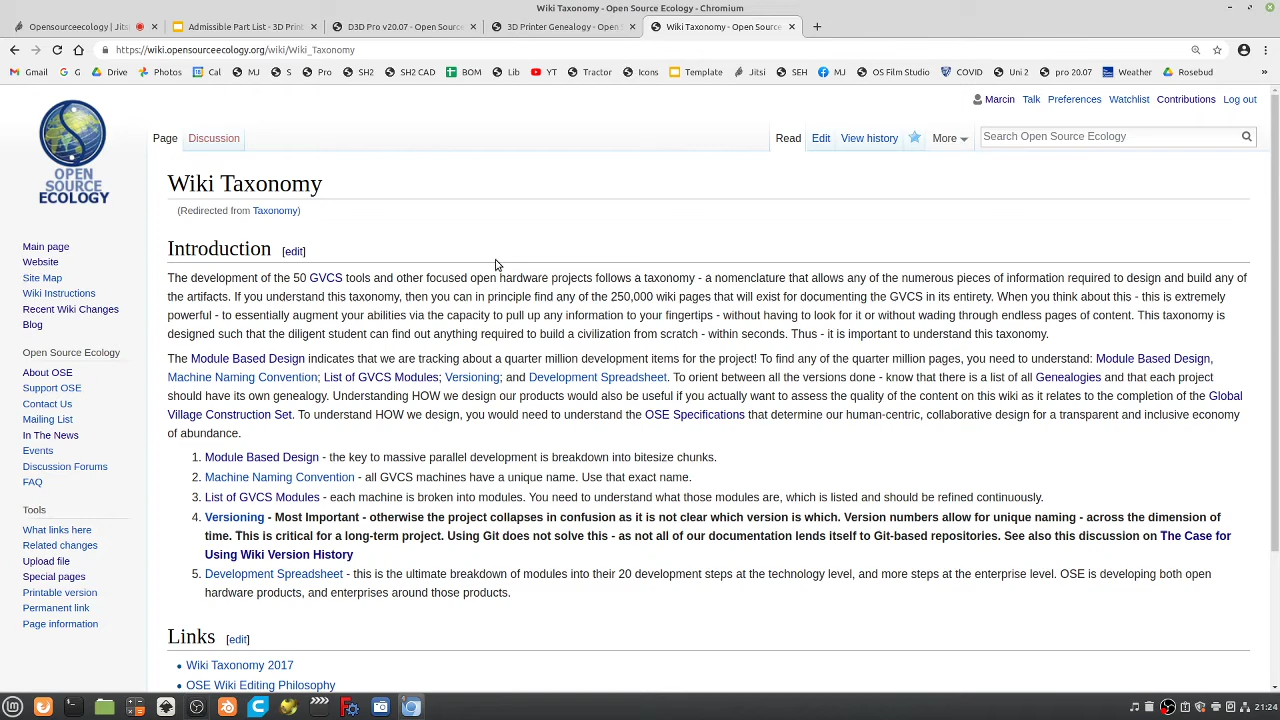 Wiki Taxonomy - Open Source Ecology - Chromium
Opensourceecology | Jits
Admissible Part List - 3D Print
D3D Pro v20.07 - Open Source
3D Printer Genealogy - Open S
Wiki Taxonomy - Open Source
https://wiki.opensourceecology.org/wiki/Wiki_Taxonomy
Gmail G Drive Photos Cal MJ S Pro SH2 SH2 CAD BOM Lib YT Tractor Icons Template Jitsi SEH MJ OS Film Studio COVID Uni 2 pro 20.07 Weather Rosebud »
Marcin Talk Preferences Watchlist Contributions Log out
Page Discussion Read Edit View history More Search Open Source Ecology
OPEN
SOURCE
ECOLOGY
Main page
Website
Site Map
Wiki Instructions
Recent Wiki Changes
Blog
Open Source Ecology
About OSE
Support OSE
Contact Us
Mailing List
In The News
Events
Discussion Forums
FAQ
Tools
What links here
Related changes
Upload file
Special pages
Printable version
Permanent link
Page information
Wiki Taxonomy
(Redirected from Taxonomy)
Introduction [edit]
The development of the 50 GVCS tools and other focused open hardware projects follows a taxonomy - a nomenclature that allows any of the numerous pieces of information required to design and build any of
the artifacts. If you understand this taxonomy, then you can in principle find any of the 250,000 wiki pages that will exist for documenting the GVCS in its entirety. When you think about this - this is extremely
powerful - to essentially augment your abilities via the capacity to pull up any information to your fingertips - without having to look for it or without wading through endless pages of content. This taxonomy is
designed such that the diligent student can find out anything required to build a civilization from scratch - within seconds. Thus - it is important to understand this taxonomy.
The Module Based Design indicates that we are tracking about a quarter million development items for the project! To find any of the quarter million pages, you need to understand: Module Based Design,
Machine Naming Convention; List of GVCS Modules; Versioning; and Development Spreadsheet. To orient between all the versions done - know that there is a list of all Genealogies and that each project
should have its own genealogy. Understanding HOW we design our products would also be useful if you actually want to assess the quality of the content on this wiki as it relates to the completion of the Global
Village Construction Set. To understand HOW we design, you would need to understand the OSE Specifications that determine our human-centric, collaborative design for a transparent and inclusive economy
of abundance.
1. Module Based Design - the key to massive parallel development is breakdown into bitesize chunks.
2. Machine Naming Convention - all GVCS machines have a unique name. Use that exact name.
3. List of GVCS Modules - each machine is broken into modules. You need to understand what those modules are, which is listed and should be refined continuously.
4. Versioning - Most Important - otherwise the project collapses in confusion as it is not clear which version is which. Version numbers allow for unique naming - across the dimension of
time. This is critical for a long-term project. Using Git does not solve this - as not all of our documentation lends itself to Git-based repositories. See also this discussion on The Case for
Using Wiki Version History
5. Development Spreadsheet - this is the ultimate breakdown of modules into their 20 development steps at the technology level, and more steps at the enterprise level. OSE is developing both open
hardware products, and enterprises around those products.
Links [edit]
Wiki Taxonomy 2017
OSE Wiki Editing Philosophy
21:24